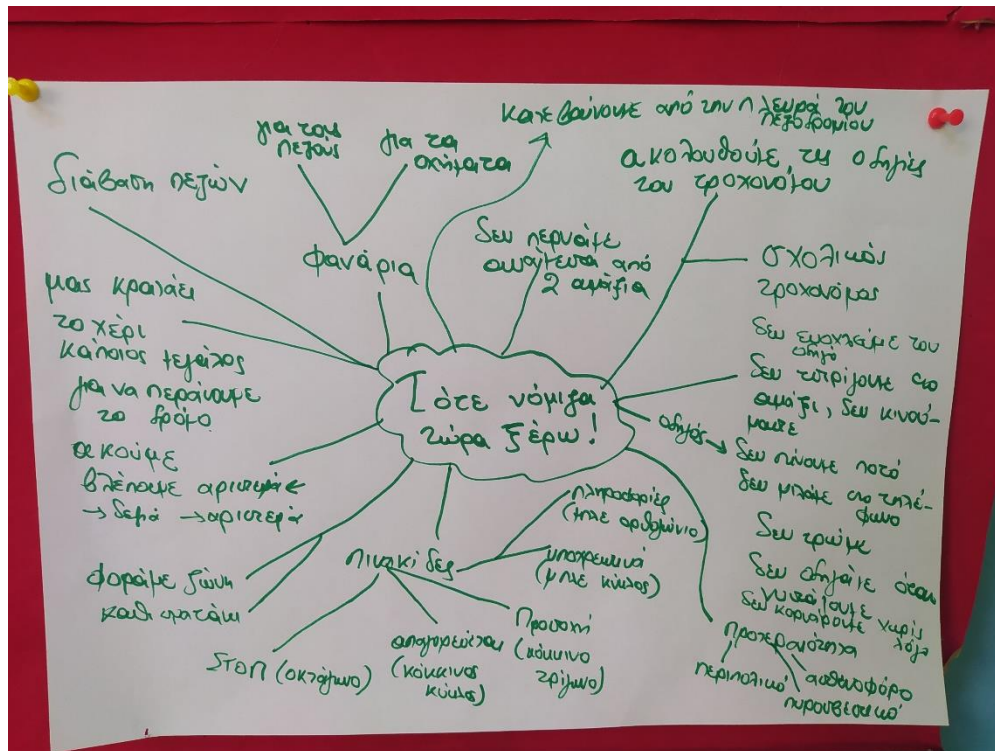 Τότε νόμιζα
τώρα ξέρω!
διάβαση πεζών
για τους
πεζούς
για τα
οχήματα
φανάρια
κατεβαίνουμε από την πλευρά του
πεζοδρομίου
δεν περνάμε
ανάμεσα από
2 αμάξια
ακολουθούμε τις οδηγίες
του τροχονόμου
σχολικός
τροχονόμος
δεν ενοχλάμε τον
οδηγό
δεν τσιρίζουμε στο
αμάξι, δεν κινού-
μαστε
οδηγός →
δεν πίνουμε ποτό
δεν μιλάμε στο τηλέ-
φωνο
δεν τρώμε
δεν οδηγάμε όταν
νυστάζουμε
δεν κορνάρουμε χωρίς
λόγο
προτεραιότητα
περιπολικό
ασθενοφόρο
πυροσβεστικό
μας κρατάει
το χέρι
κάποιος μεγάλος
για να περάσουμε
το δρόμο
ακούμε
βλέπουμε αριστερά ←
→ δεξιά → αριστερά
φοράμε ζώνη
καθισματάκι
πινακίδες
πληροφορίες
(μπλε ορθογώνιο)
υποχρεωτικά
(μπλε κύκλος)
Προσοχή
(κόκκινο
τρίγωνο)
απαγορεύεται
(κόκκινος
κύκλος)
ΣΤΟΠ (οκτάγωνο)